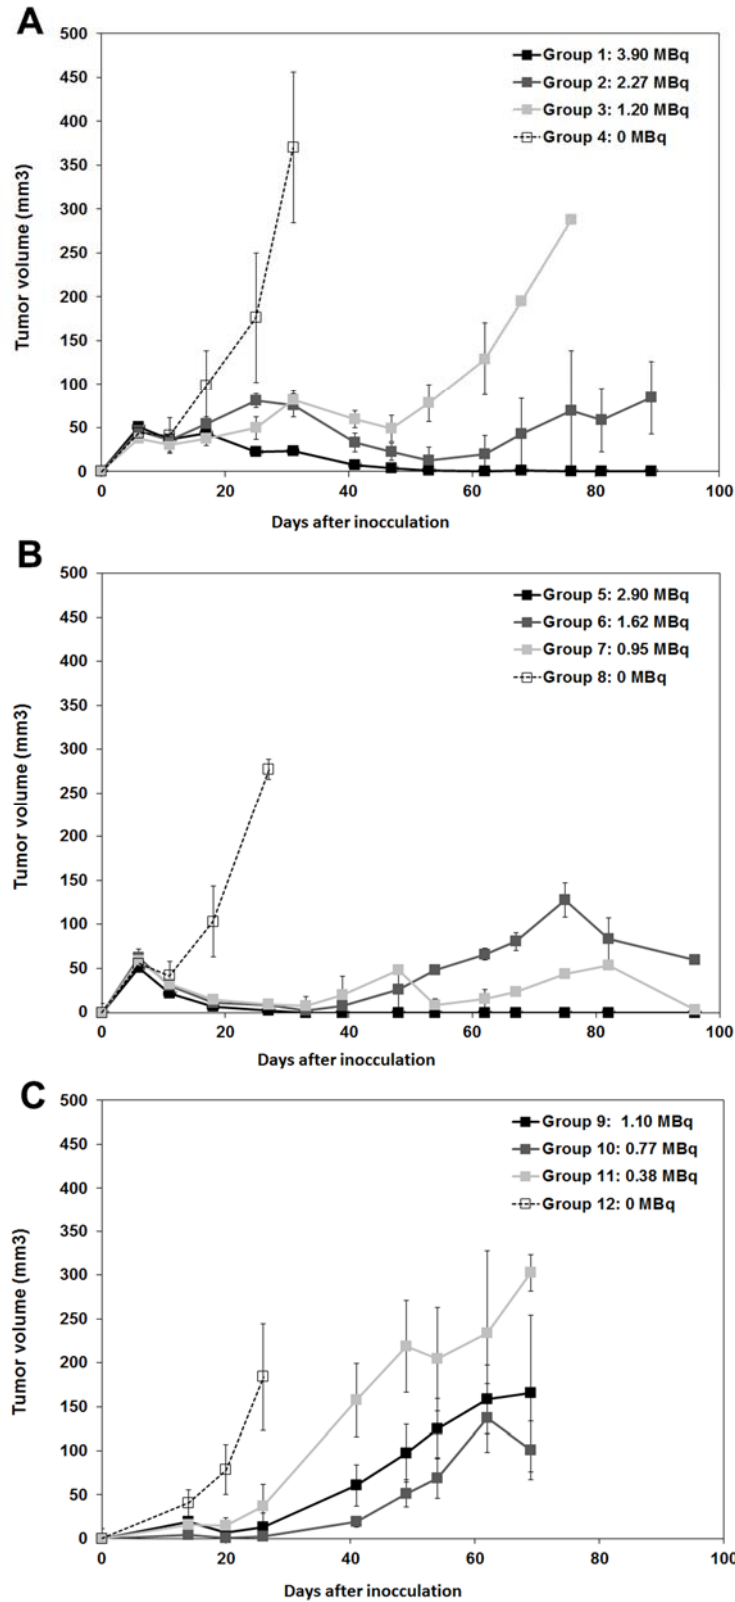 A
500
450
400
350
300
250
200
150
100
50
0
Tumor volume (mm3)
Group 1: 3.90 MBq
Group 2: 2.27 MBq
Group 3: 1.20 MBq
Group 4: 0 MBq
0 20 40 60 80 100
Days after inocculation
B
500
450
400
350
300
250
200
150
100
50
0
Tumor volume (mm3)
Group 5: 2.90 MBq
Group 6: 1.62 MBq
Group 7: 0.95 MBq
Group 8: 0 MBq
0 20 40 60 80 100
Days after inocculation
C
500
450
400
350
300
250
200
150
100
50
0
Tumor volume (mm3)
Group 9: 1.10 MBq
Group 10: 0.77 MBq
Group 11: 0.38 MBq
Group 12: 0 MBq
0 20 40 60 80 100
Days after inocculation